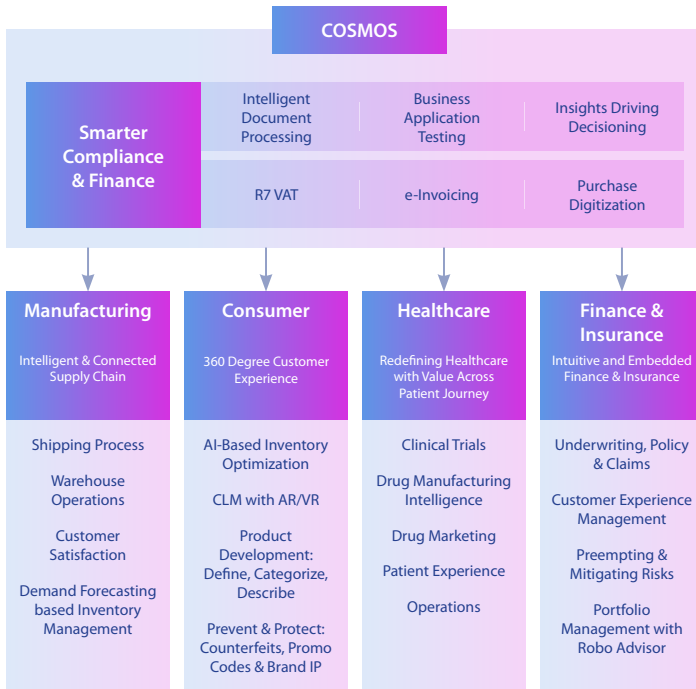 COSMOS
Smarter
Compliance
& Finance
Intelligent
Document
Processing
Business
Application
Testing
Insights Driving
Decisioning
R7 VAT
e-Invoicing
Purchase
Digitization
Manufacturing
Intelligent & Connected
Supply Chain
Shipping Process
Warehouse
Operations
Customer
Satisfaction
Demand Forecasting
based Inventory
Management
Consumer
360 Degree Customer
Experience
AI-Based Inventory
Optimization
CLM with AR/VR
Product
Development:
Define, Categorize,
Describe
Prevent & Protect:
Counterfeits, Promo
Codes & Brand IP
Healthcare
Redefining Healthcare
with Value Across
Patient Journey
Clinical Trials
Drug Manufacturing
Intelligence
Drug Marketing
Patient Experience
Operations
Finance &
Insurance
Intuitive and Embedded
Finance & Insurance
Underwriting, Policy
& Claims
Customer Experience
Management
Preempting &
Mitigating Risks
Portfolio
Management with
Robo Advisor